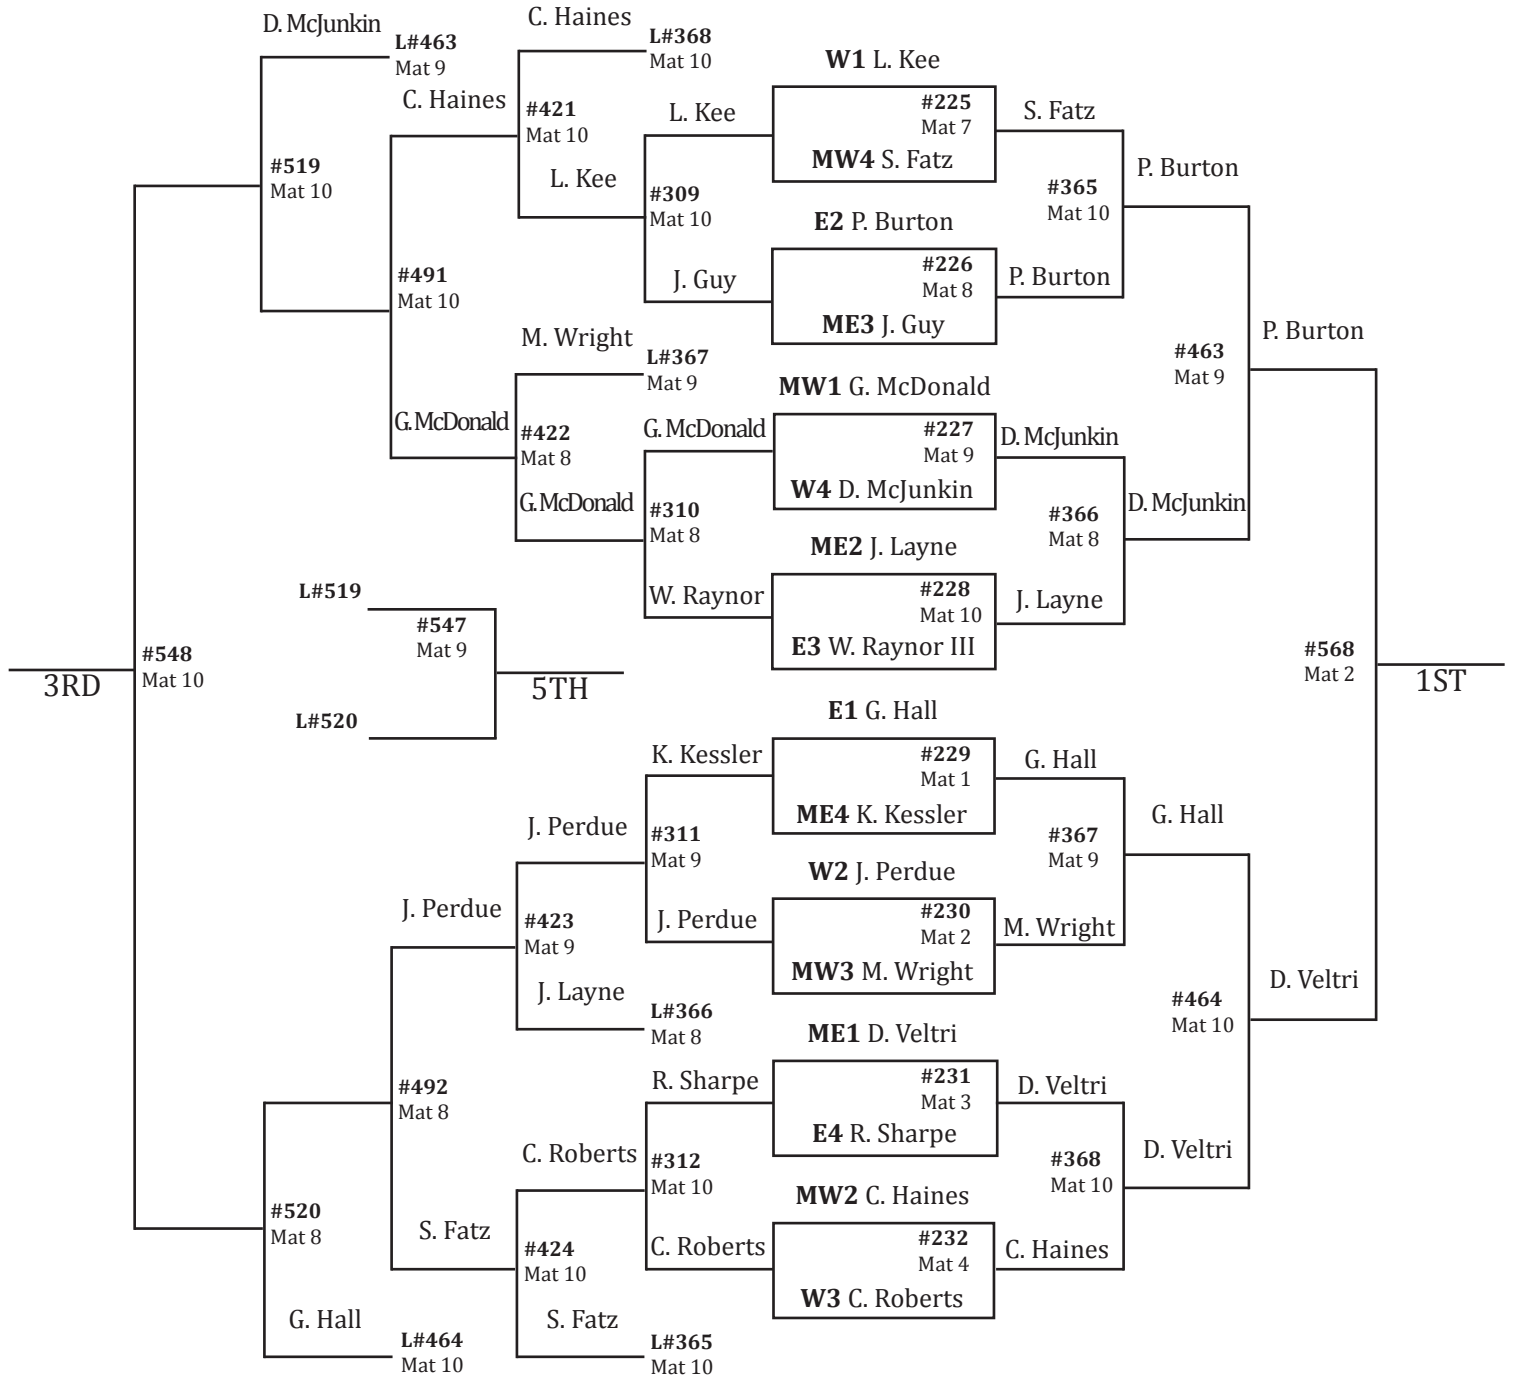 D. McJunkin
L#463
Mat 9
C. Haines
L#368
Mat 10
C. Haines
#421
Mat 10
L. Kee
#519
Mat 10
L. Kee
#309
Mat 10
J. Guy
#491
Mat 10
M. Wright
L#367
Mat 9
G. McDonald
#422
Mat 8
G. McDonald
G. McDonald
#310
Mat 8
W. Raynor
W1 L. Kee
#225
Mat 7
MW4 S. Fatz
S. Fatz
E2 P. Burton
#226
Mat 8
ME3 J. Guy
P. Burton
#365
Mat 10
P. Burton
MW1 G. McDonald
#227
Mat 9
W4 D. McJunkin
D. McJunkin
ME2 J. Layne
#228
Mat 10
E3 W. Raynor III
J. Layne
#366
Mat 8
D. McJunkin
#463
Mat 9
P. Burton
L#519
#547
Mat 9
L#520
5TH
#548
Mat 10
3RD
#568
Mat 2
1ST
E1 G. Hall
#229
Mat 1
ME4 K. Kessler
G. Hall
W2 J. Perdue
#230
Mat 2
MW3 M. Wright
M. Wright
#367
Mat 9
G. Hall
ME1 D. Veltri
#231
Mat 3
E4 R. Sharpe
D. Veltri
MW2 C. Haines
#232
Mat 4
W3 C. Roberts
C. Haines
#368
Mat 10
D. Veltri
#464
Mat 10
D. Veltri
K. Kessler
#311
Mat 9
J. Perdue
J. Perdue
#423
Mat 9
J. Layne
L#366
Mat 8
J. Perdue
#492
Mat 8
R. Sharpe
#312
Mat 10
C. Roberts
C. Roberts
#424
Mat 10
S. Fatz
L#365
Mat 10
S. Fatz
#520
Mat 8
G. Hall
L#464
Mat 10